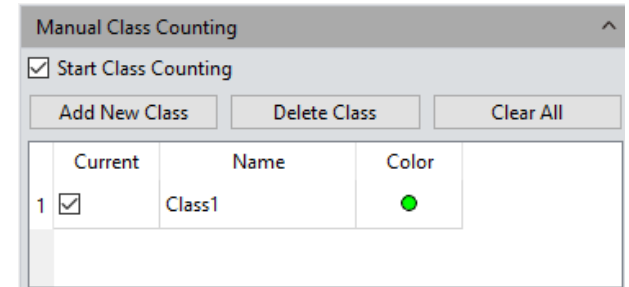 Manual Class Counting
Start Class Counting
Add New Class Delete Class Clear All
Current Name Color
1 Class1